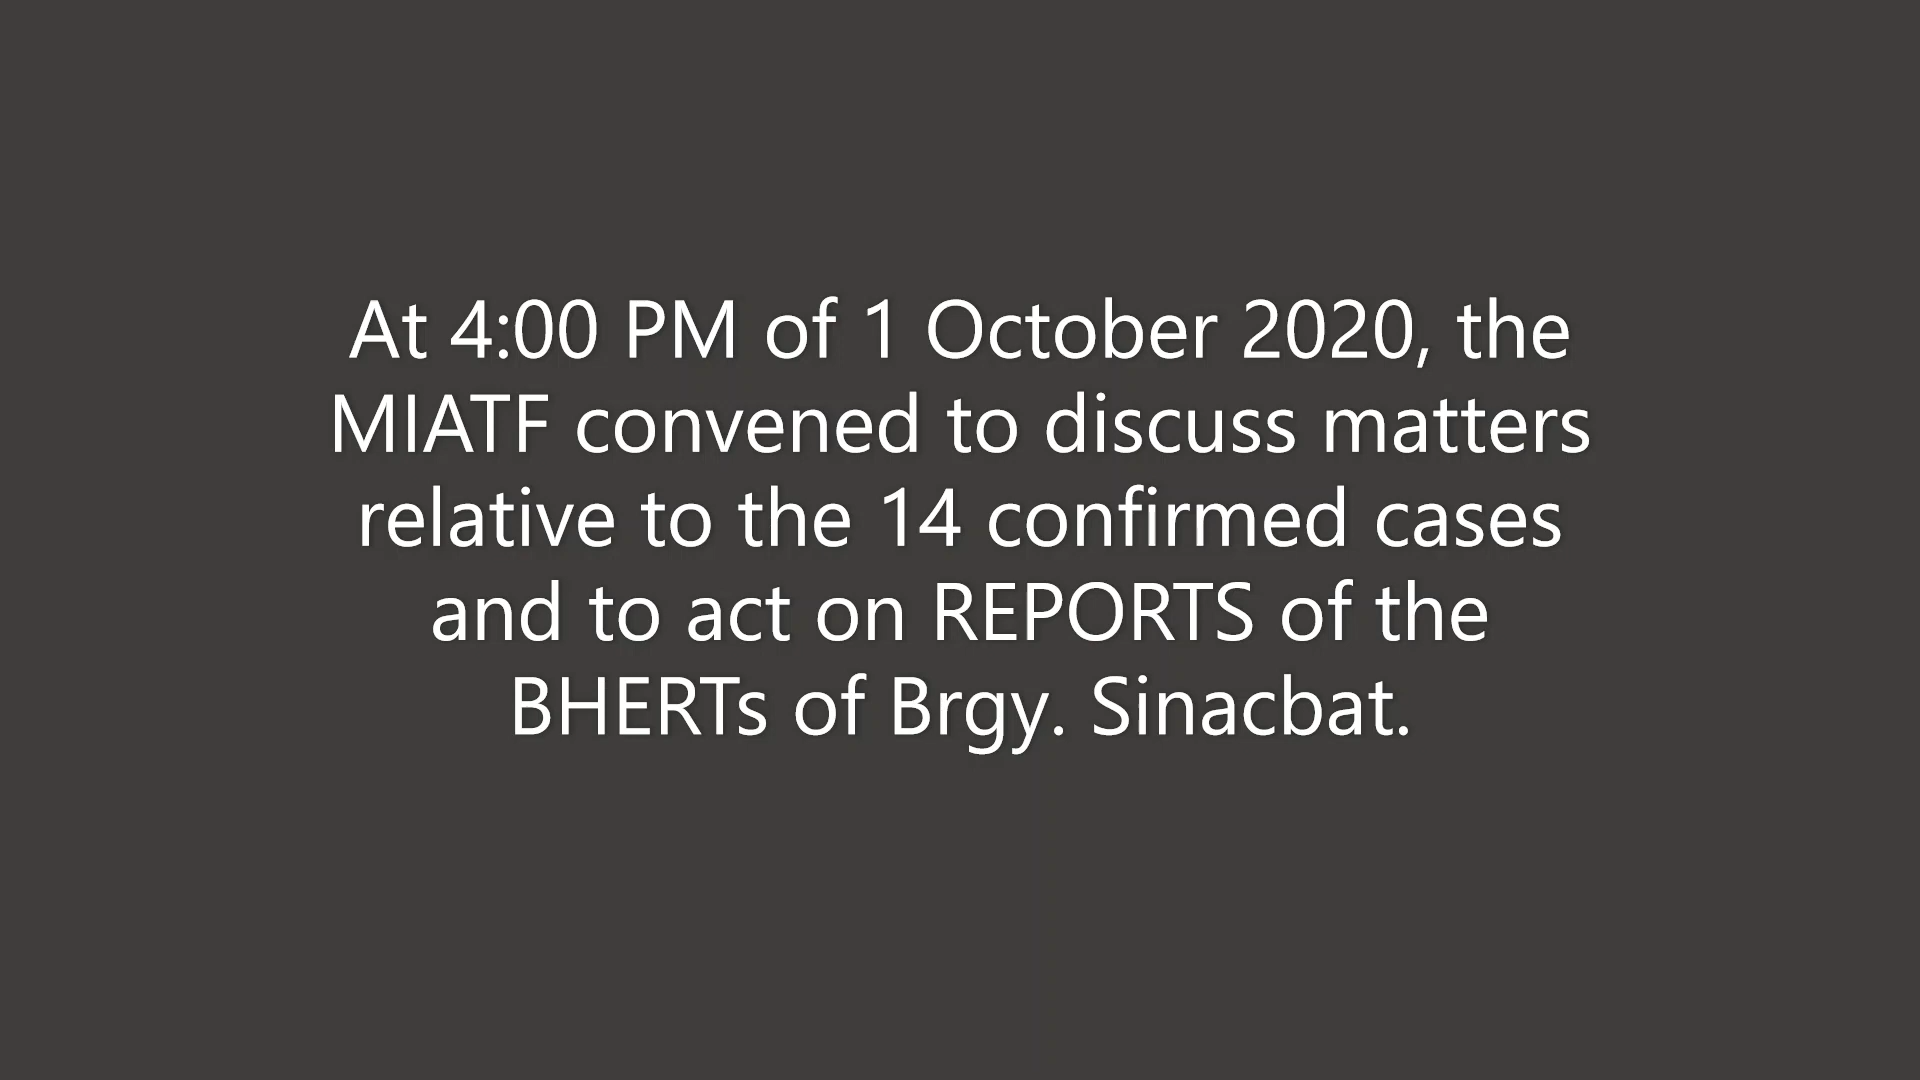 At 4:00 PM of 1 October 2020, the
MIATF convened to discuss matters
relative to the 14 confirmed cases
and to act on REPORTS of the
BHERTs of Brgy. Sinacbat.